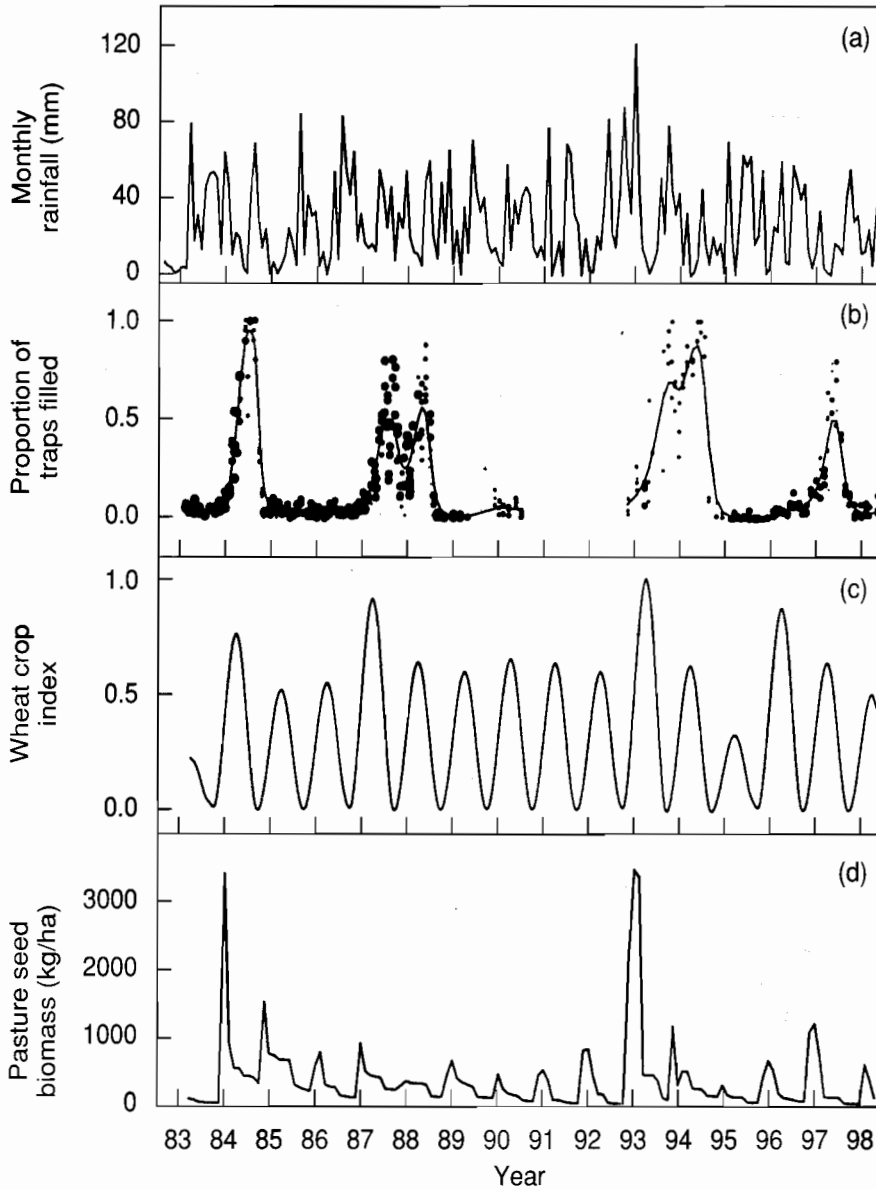 (a)
120
80
40
0
Monthly
rainfall (mm)
(b)
1.0
0.5
0.0
Proportion of
traps filled
(c)
1.0
0.5
0.0
Wheat crop
index
(d)
3000
2000
1000
0
Pasture seed
biomass (kg/ha)
83 84 85 86 87 88 89 90 91 92 93 94 95 96 97 98
Year